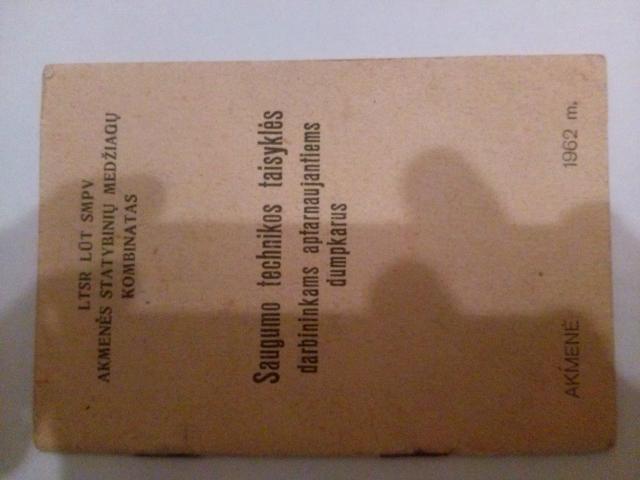 LTSR LŪT SMPV
AKMENĖS STATYBINIŲ MEDŽIAGŲ
KOMBINATAS
Saugumo technikos taisyklės
darbininkams aptarnaujantiems
dumpkarus
AKMENĖ 1962 m.